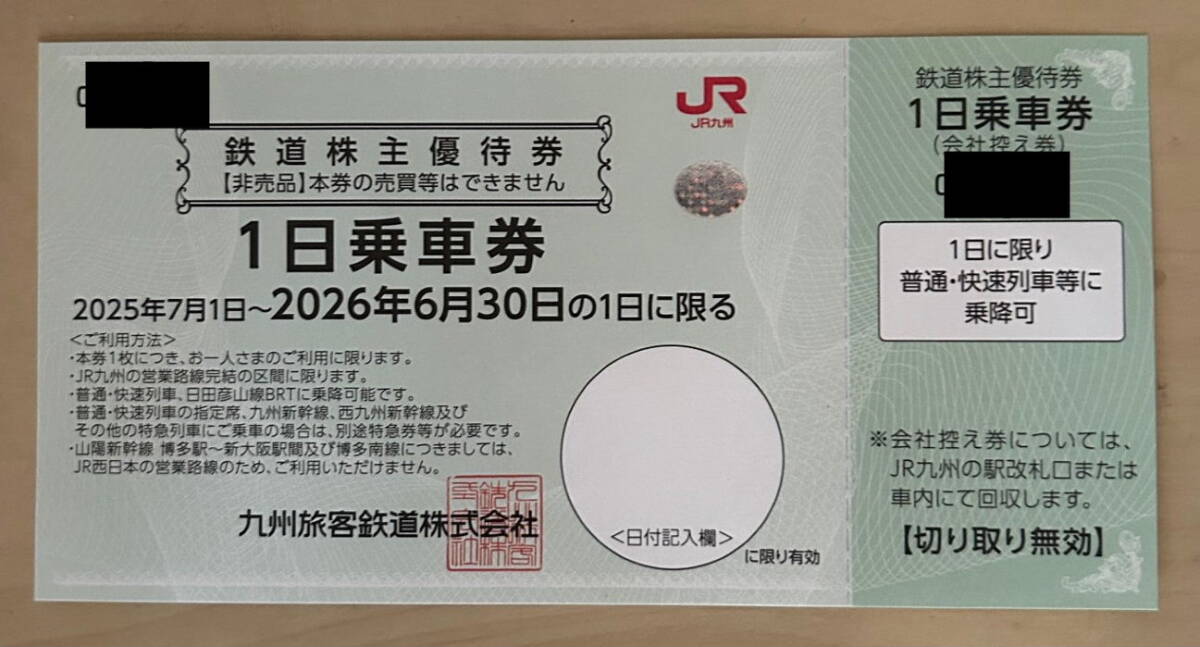 鉄道株主優待券
【非売品】本券の売買等はできません
1日乗車券
2025年7月1日～2026年6月30日の1日に限る
＜ご利用方法＞
・本券1枚につき、お一人さまのご利用に限ります。
・JR九州の営業路線完結の区間に限ります。
・普通・快速列車、日田彦山線BRTに乗降可能です。
・普通・快速列車の指定席、九州新幹線、西九州新幹線及び
その他の特急列車にご乗車の場合は、別途特急券等が必要です。
・山陽新幹線 博多駅～新大阪駅間及び博多南線につきましては、
JR西日本の営業路線のため、ご利用いただけません。
九州旅客鉄道株式会社
JR
JR九州
＜日付記入欄＞
に限り有効
鉄道株主優待券
1日乗車券
（会社控え券）
1日に限り
普通・快速列車等に
乗降可
※会社控え券については、
JR九州の駅改札口または
車内にて回収します。
【切り取り無効】